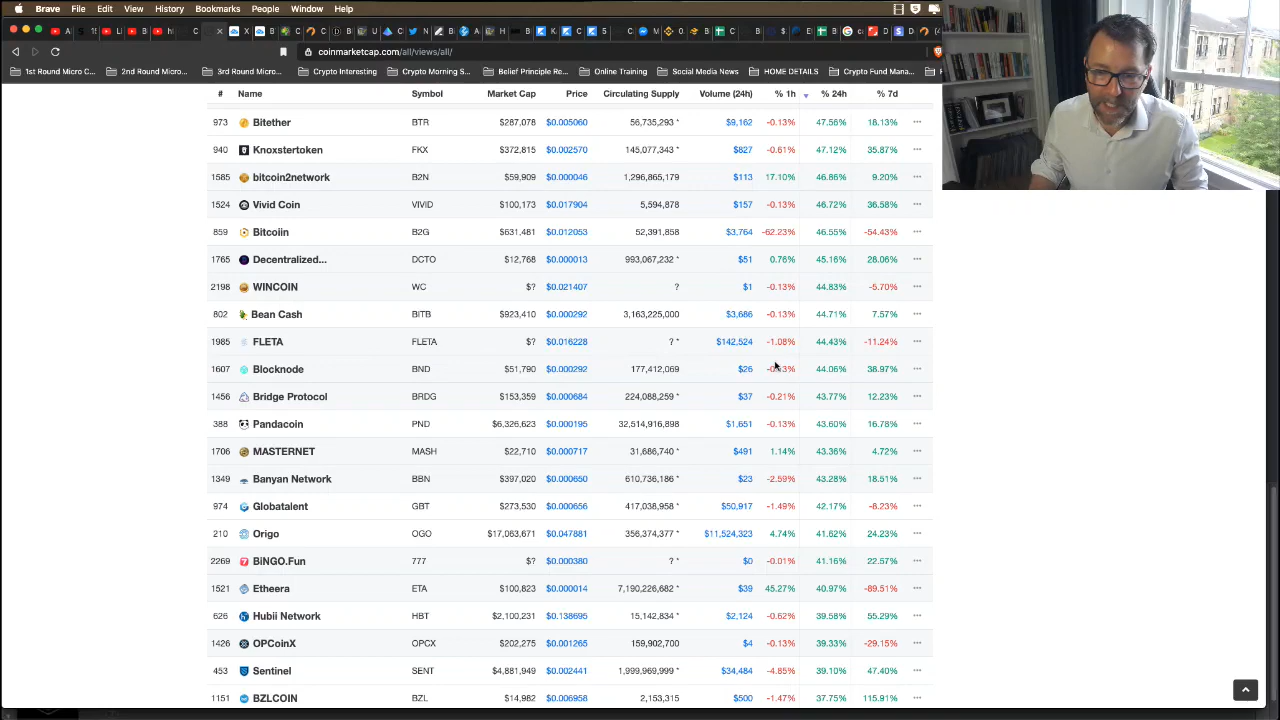 Brave File Edit View History Bookmarks People Window Help
coinmarketcap.com/all/views/all/
1st Round Micro C... 2nd Round Micro... 3rd Round Micro... Crypto Interesting Crypto Morning S... Belief Principle Re... Online Training Social Media News HOME DETAILS Crypto Fund Mana...
# Name Symbol Market Cap Price Circulating Supply Volume (24h) % 1h % 24h % 7d
973 Bitether BTR $287,078 $0.005060 56,735,293 * $9,162 -0.13% 47.56% 18.13% ...
940 Knoxstertoken FKX $372,815 $0.002570 145,077,343 * $827 -0.61% 47.12% 35.87% ...
1585 bitcoin2network B2N $59,909 $0.000046 1,296,865,179 $113 17.10% 46.86% 9.20% ...
1524 Vivid Coin VIVID $100,173 $0.017904 5,594,878 $157 -0.13% 46.72% 36.58% ...
859 Bitcoiin B2G $631,481 $0.012053 52,391,858 $3,764 -62.23% 46.55% -54.43% ...
1765 Decentralized... DCTO $12,768 $0.000013 993,067,232 * $51 0.76% 45.16% 28.06% ...
2198 WINCOIN WC $? $0.021407 ? $1 -0.13% 44.83% -5.70% ...
802 Bean Cash BITB $923,410 $0.000292 3,163,225,000 $3,686 -0.13% 44.71% 7.57% ...
1985 FLETA FLETA $? $0.016228 ? * $142,524 -1.08% 44.43% -11.24% ...
1607 Blocknode BND $51,790 $0.000292 177,412,069 $26 44.06% 38.97% ...
1456 Bridge Protocol BRDG $153,359 $0.000684 224,088,259 * $37 -0.21% 43.77% 12.23% ...
388 Pandacoin PND $6,326,623 $0.000195 32,514,916,898 $1,651 -0.13% 43.60% 16.78% ...
1706 MASTERNET MASH $22,710 $0.000717 31,686,740 * $491 1.14% 43.36% 4.72% ...
1349 Banyan Network BBN $397,020 $0.000650 610,736,186 * $23 -2.59% 43.28% 18.51% ...
974 Globatalent GBT $273,530 $0.000656 417,038,958 * $50,917 -1.49% 42.17% -8.23% ...
210 Origo OGO $17,063,671 $0.047881 356,374,377 * $11,524,323 4.74% 41.62% 24.23% ...
2269 BiNGO.Fun 777 $? $0.000380 ? * $0 -0.01% 41.16% 22.57% ...
1521 Etheera ETA $100,823 $0.000014 7,190,226,682 * $39 45.27% 40.97% -89.51% ...
626 Hubii Network HBT $2,100,231 $0.138695 15,142,834 * $2,124 -0.62% 39.58% 55.29% ...
1426 OPCoinX OPCX $202,275 $0.001265 159,902,700 $4 -0.13% 39.33% -29.15% ...
453 Sentinel SENT $4,881,949 $0.002441 1,999,969,999 * $34,484 -4.85% 39.10% 47.40% ...
1151 BZLCOIN BZL $14,982 $0.006958 2,153,315 $500 -1.47% 37.75% 115.91% ...